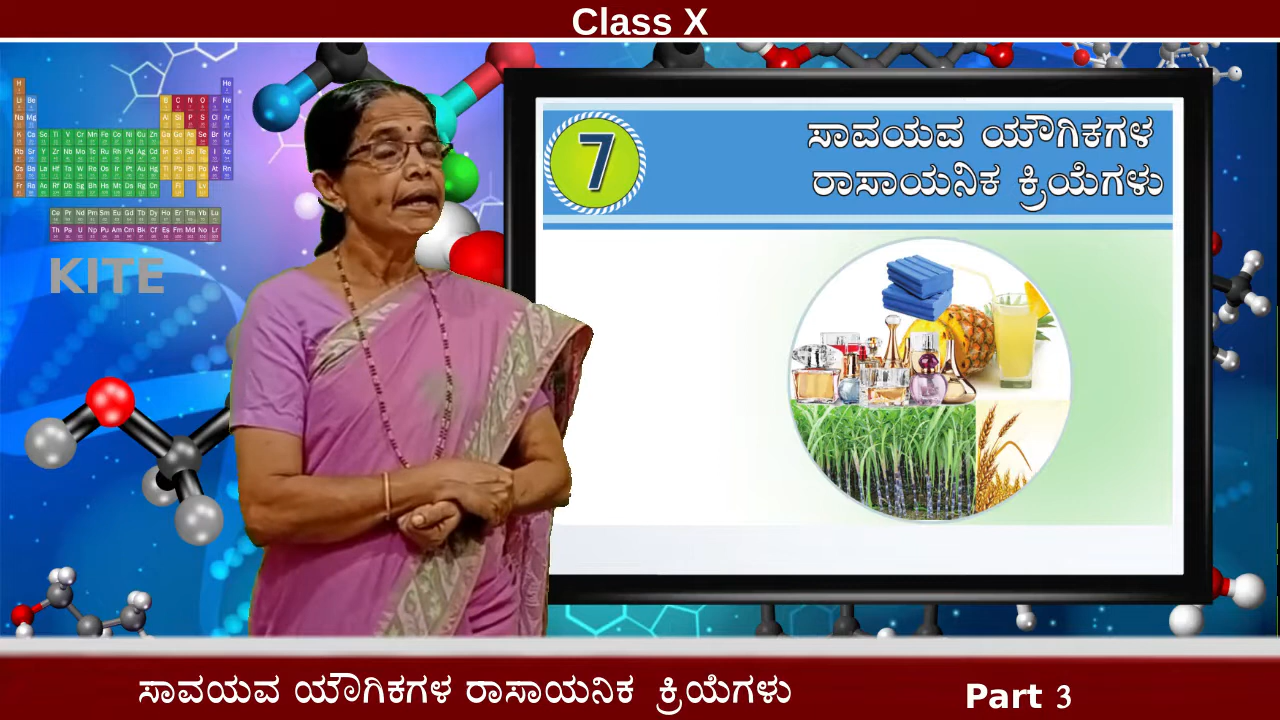 Class X
KITE
7
ಸಾವಯವ ಯೌಗಿಕಗಳ
ರಾಸಾಯನಿಕ ಕ್ರಿಯೆಗಳು
ಸಾವಯವ ಯೌಗಿಕಗಳ ರಾಸಾಯನಿಕ ಕ್ರಿಯೆಗಳು
Part 3